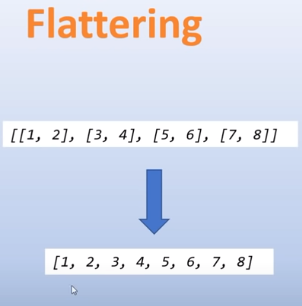 Flattering
[[1, 2], [3, 4], [5, 6], [7, 8]]
[1, 2, 3, 4, 5, 6, 7, 8]